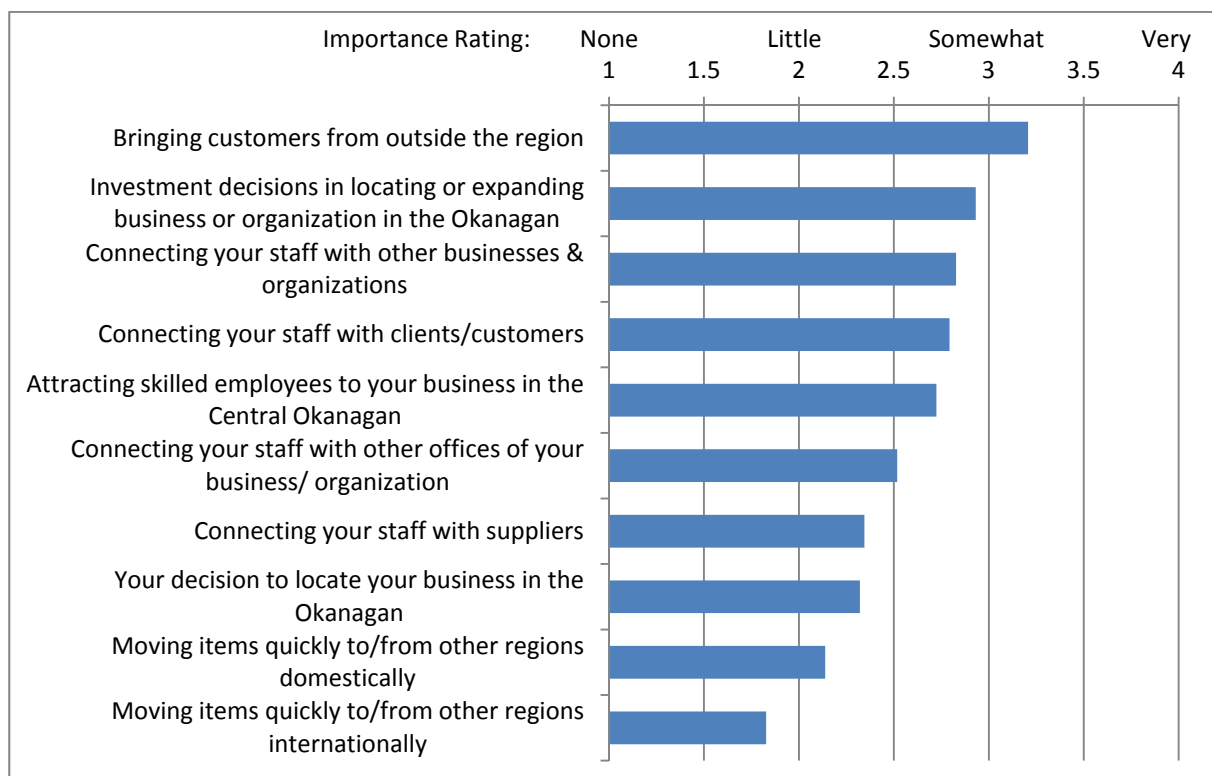 Importance Rating: None Little Somewhat Very
1 1.5 2 2.5 3 3.5 4
Bringing customers from outside the region
Investment decisions in locating or expanding
business or organization in the Okanagan
Connecting your staff with other businesses &
organizations
Connecting your staff with clients/customers
Attracting skilled employees to your business in the
Central Okanagan
Connecting your staff with other offices of your
business/ organization
Connecting your staff with suppliers
Your decision to locate your business in the
Okanagan
Moving items quickly to/from other regions
domestically
Moving items quickly to/from other regions
internationally